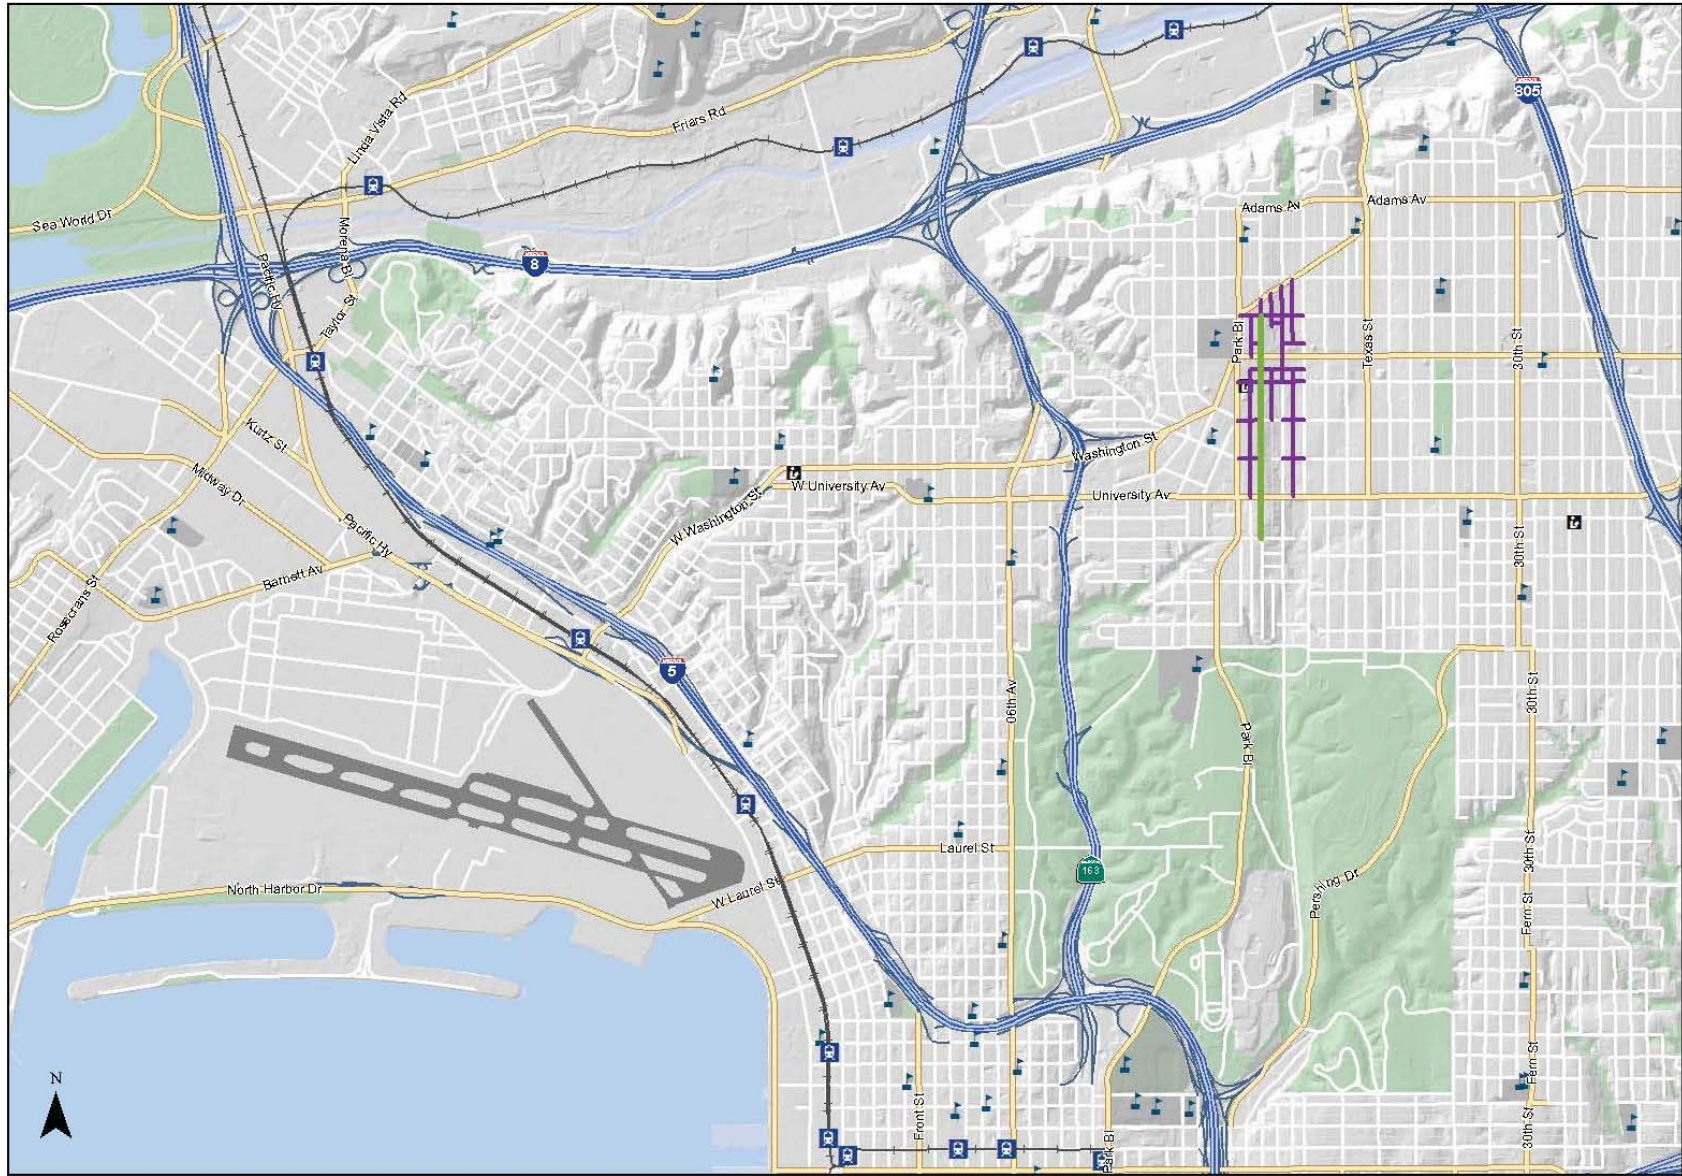 805
Linda Vista Rd
Friars Rd
Sea World Dr
Morena Bl
Adams Av
Adams Av
8
Pacific Hy
Taylor St
Park Bl
Texas St
30th St
Kurtz St
Washington St
Midway Dr
W University Av
University Av
W Washington St
Pacific Hy
30th St
Barnett Av
Rosecrans St
5
06th Av
30th St
Park Bl
Laurel St
30th St
163
W Laurel St
Pershing Dr
North Harbor Dr
Fern St
N
Fern St
Front St
Park Bl
30th St